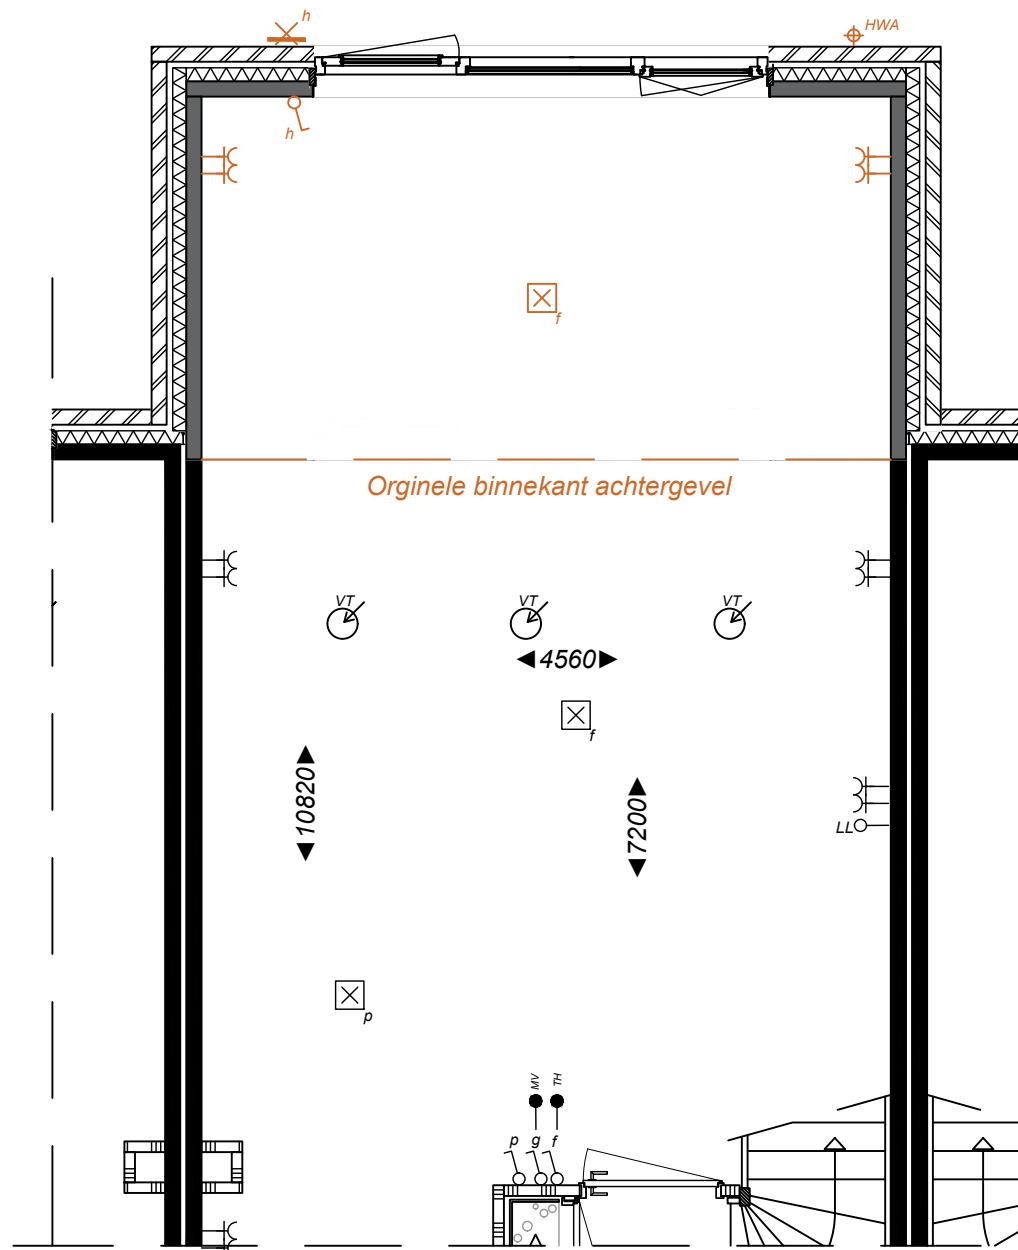 h
HWA
h
f
Orginele binnekant achtergevel
VT VT VT
4560
f
10820
7200
LL
p
MV TH
p g f